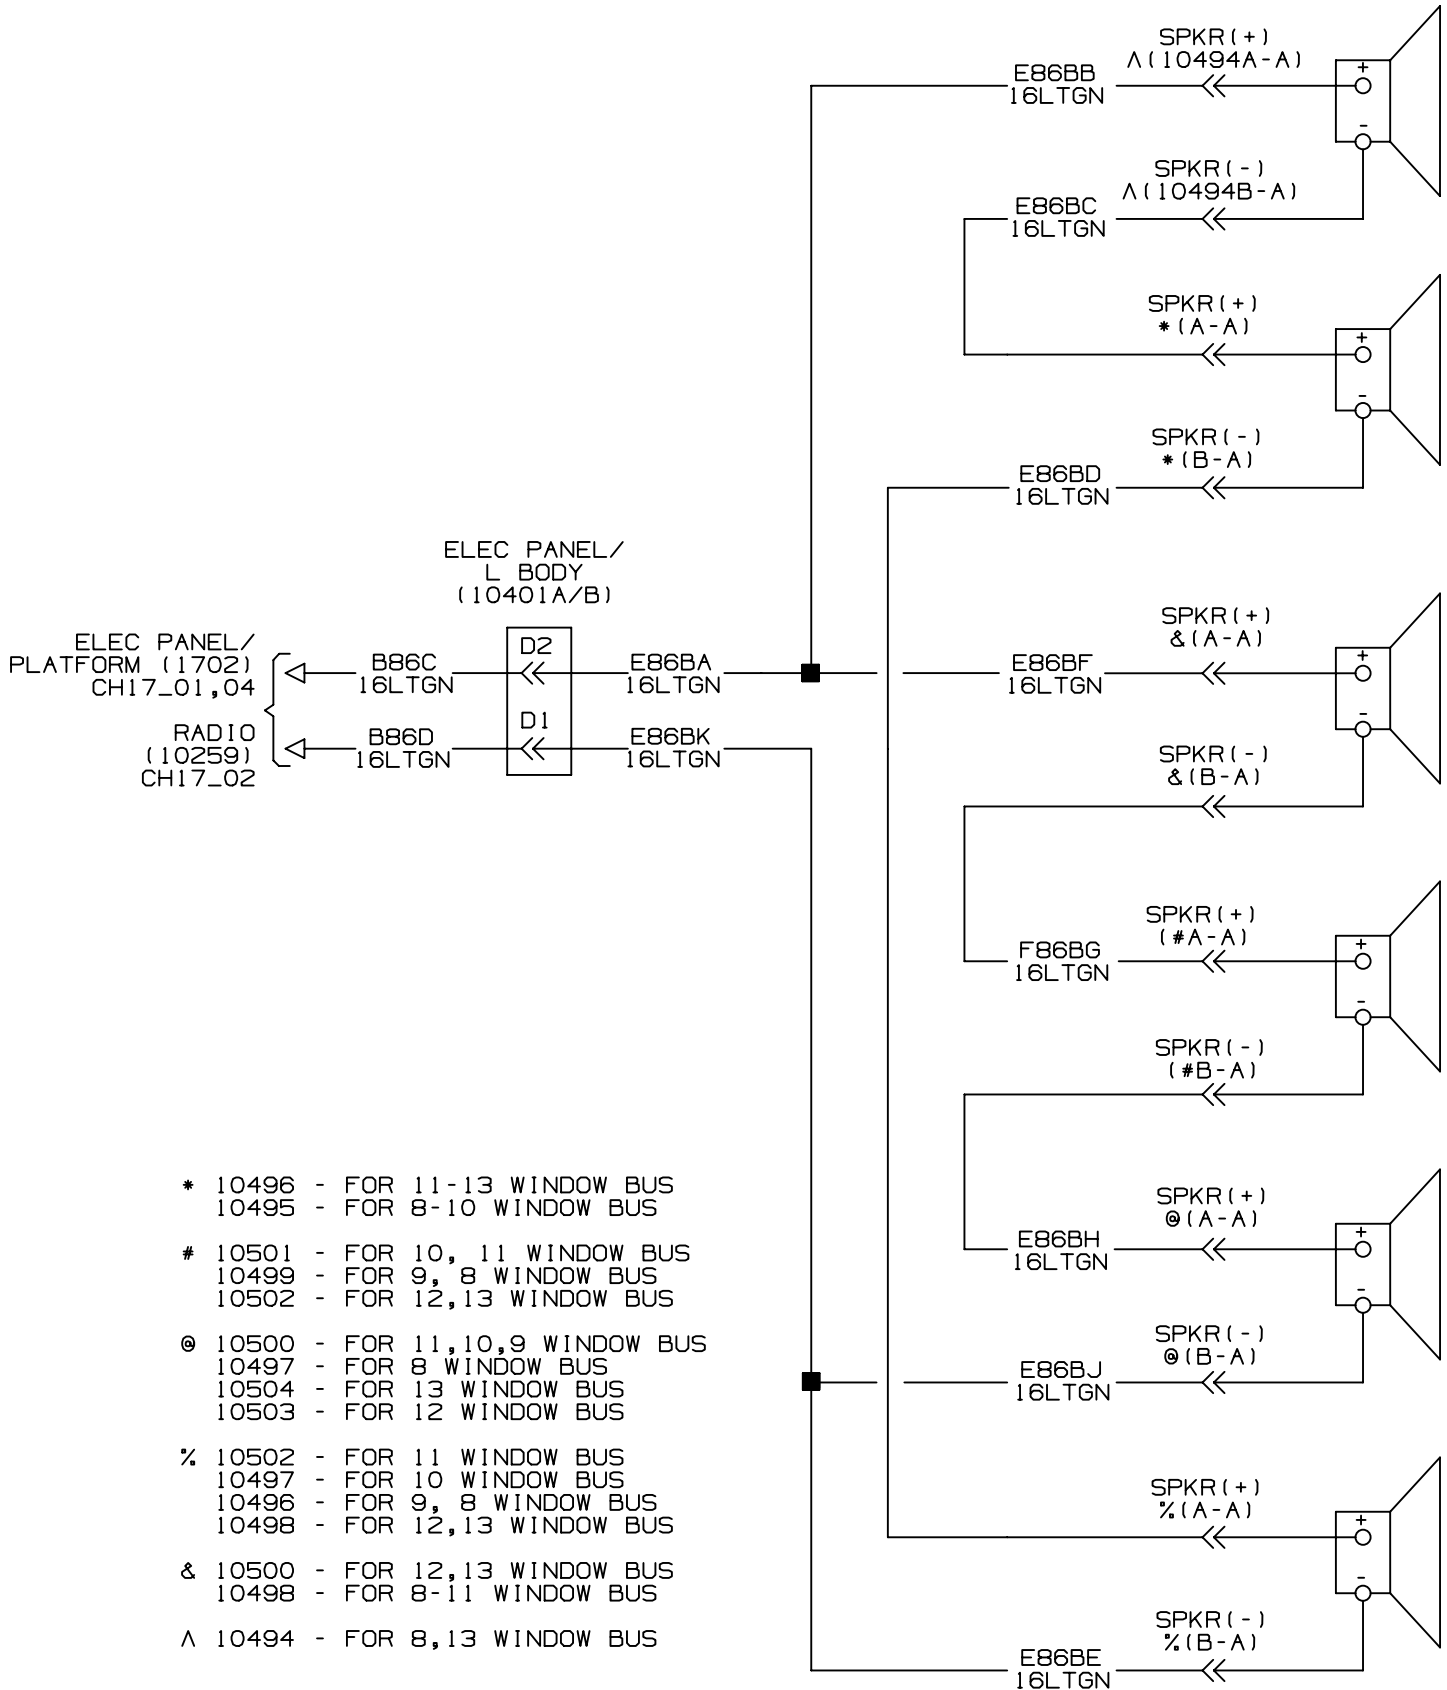 SPKR(+)
Λ(10494A-A)
E86BB
16LTGN
+
-
SPKR(-)
Λ(10494B-A)
E86BC
16LTGN
SPKR(+)
*(A-A)
+
-
SPKR(-)
*(B-A)
E86BD
16LTGN
ELEC PANEL/
L BODY
(10401A/B)
ELEC PANEL/
PLATFORM (1702)
CH17_01,04
RADIO
(10259)
CH17_02
B86C
16LTGN
D2
E86BA
16LTGN
B86D
16LTGN
D1
E86BK
16LTGN
SPKR(+)
&(A-A)
E86BF
16LTGN
+
-
SPKR(-)
&(B-A)
SPKR(+)
(#A-A)
F86BG
16LTGN
+
-
SPKR(-)
(#B-A)
SPKR(+)
@(A-A)
E86BH
16LTGN
+
-
SPKR(-)
@(B-A)
E86BJ
16LTGN
SPKR(+)
%(A-A)
+
-
SPKR(-)
%(B-A)
E86BE
16LTGN
* 10496 - FOR 11-13 WINDOW BUS
10495 - FOR 8-10 WINDOW BUS
# 10501 - FOR 10, 11 WINDOW BUS
10499 - FOR 9, 8 WINDOW BUS
10502 - FOR 12,13 WINDOW BUS
@ 10500 - FOR 11,10,9 WINDOW BUS
10497 - FOR 8 WINDOW BUS
10504 - FOR 13 WINDOW BUS
10503 - FOR 12 WINDOW BUS
% 10502 - FOR 11 WINDOW BUS
10497 - FOR 10 WINDOW BUS
10496 - FOR 9, 8 WINDOW BUS
10498 - FOR 12,13 WINDOW BUS
& 10500 - FOR 12,13 WINDOW BUS
10498 - FOR 8-11 WINDOW BUS
Λ 10494 - FOR 8,13 WINDOW BUS